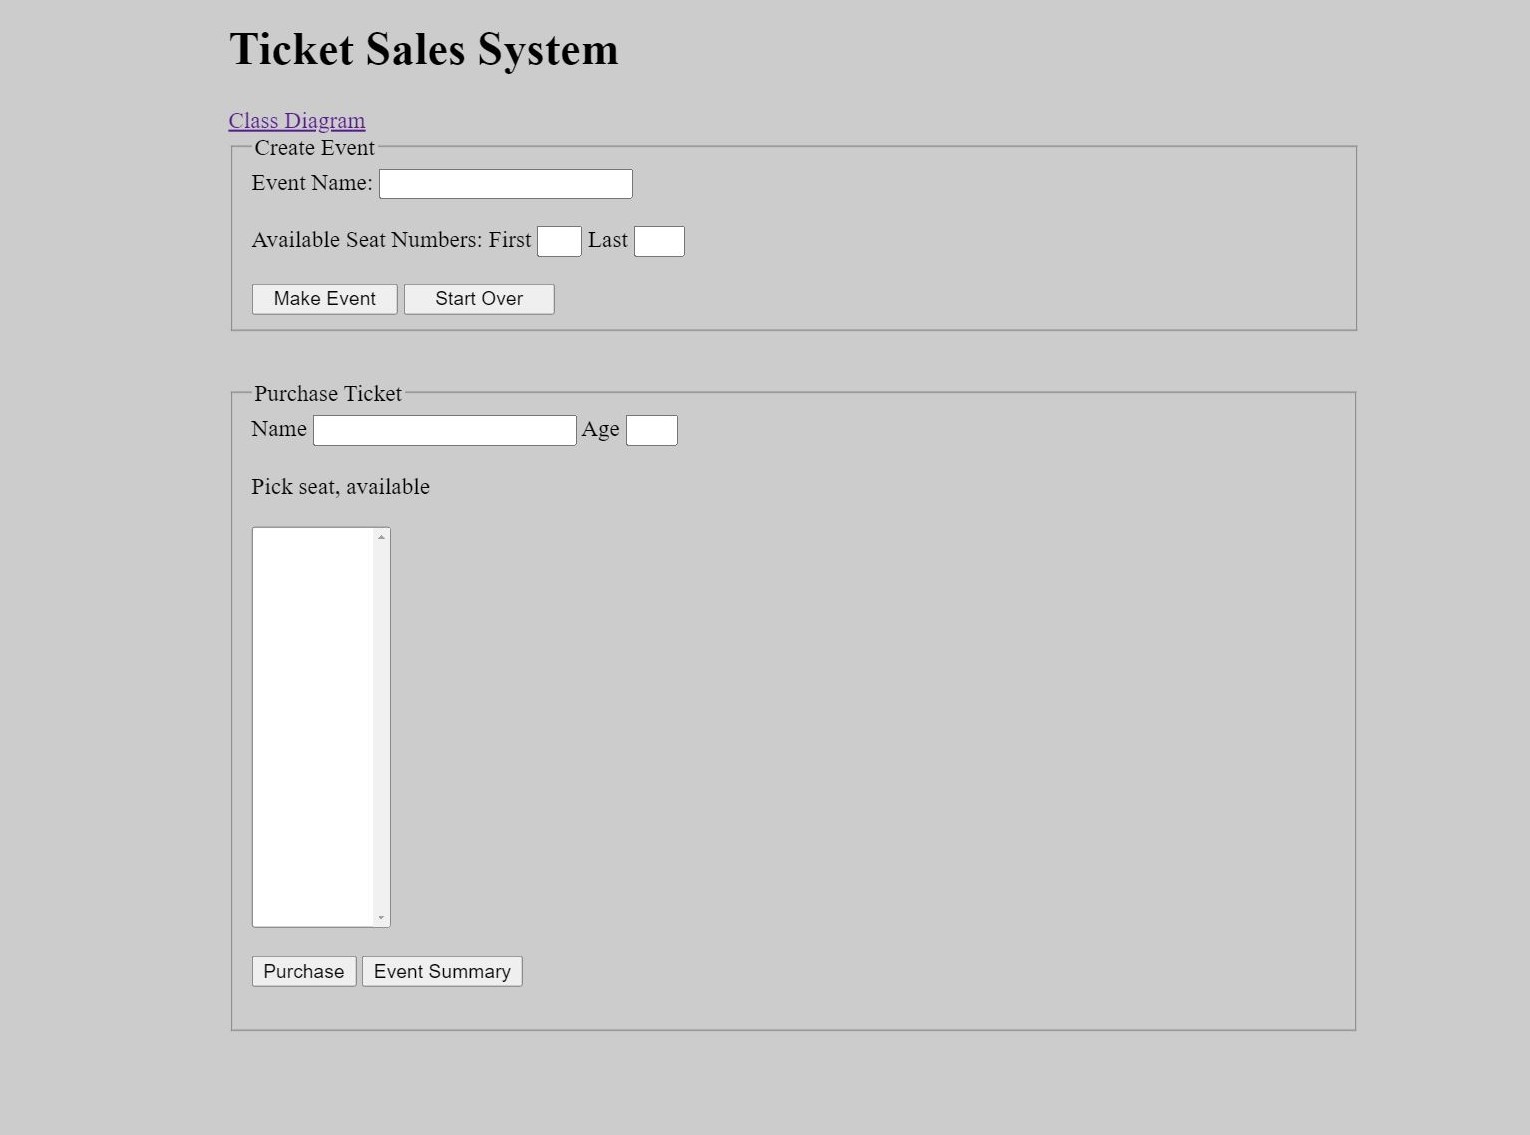 Ticket Sales System
Class Diagram
Create Event
Event Name:
Available Seat Numbers: First Last
Make Event Start Over
Purchase Ticket
Name Age
Pick seat, available
Purchase Event Summary